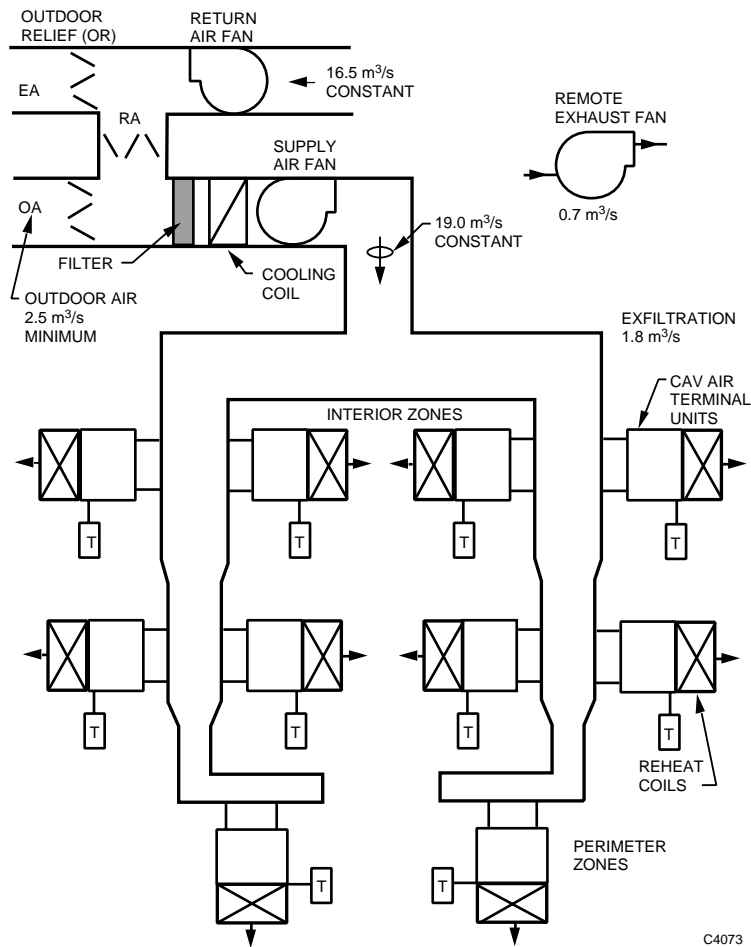 OUTDOOR
RELIEF (OR)
RETURN
AIR FAN
16.5 m³/s
CONSTANT
EA
RA
REMOTE
EXHAUST FAN
0.7 m³/s
SUPPLY
AIR FAN
OA
19.0 m³/s
CONSTANT
FILTER
COOLING
COIL
OUTDOOR AIR
2.5 m³/s
MINIMUM
EXFILTRATION
1.8 m³/s
CAV AIR
TERMINAL
UNITS
INTERIOR ZONES
T
T
T
T
T
T
T
T
REHEAT
COILS
PERIMETER
ZONES
T
T
C4073